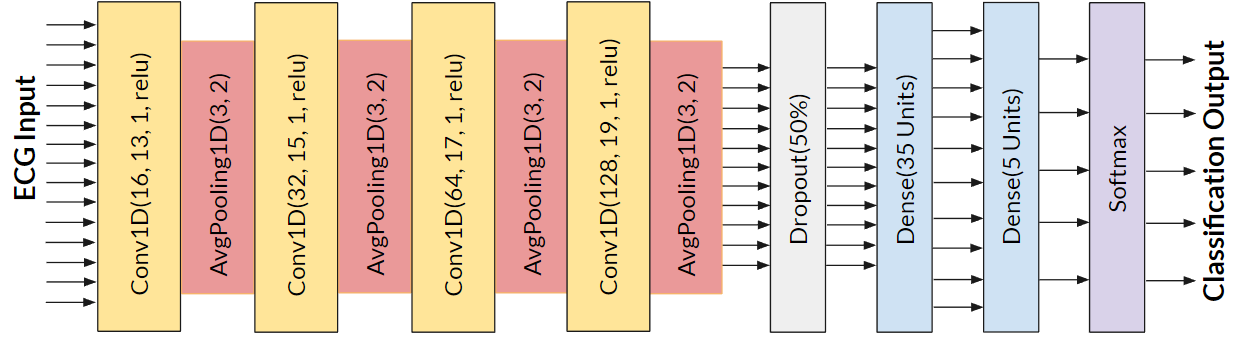 ECG Input
Conv1D(16, 13, 1, relu)
AvgPooling1D(3, 2)
Conv1D(32, 15, 1, relu)
AvgPooling1D(3, 2)
Conv1D(64, 17, 1, relu)
AvgPooling1D(3, 2)
Conv1D(128, 19, 1, relu)
AvgPooling1D(3, 2)
Dropout(50%)
Dense(35 Units)
Dense(5 Units)
Softmax
Classification Output